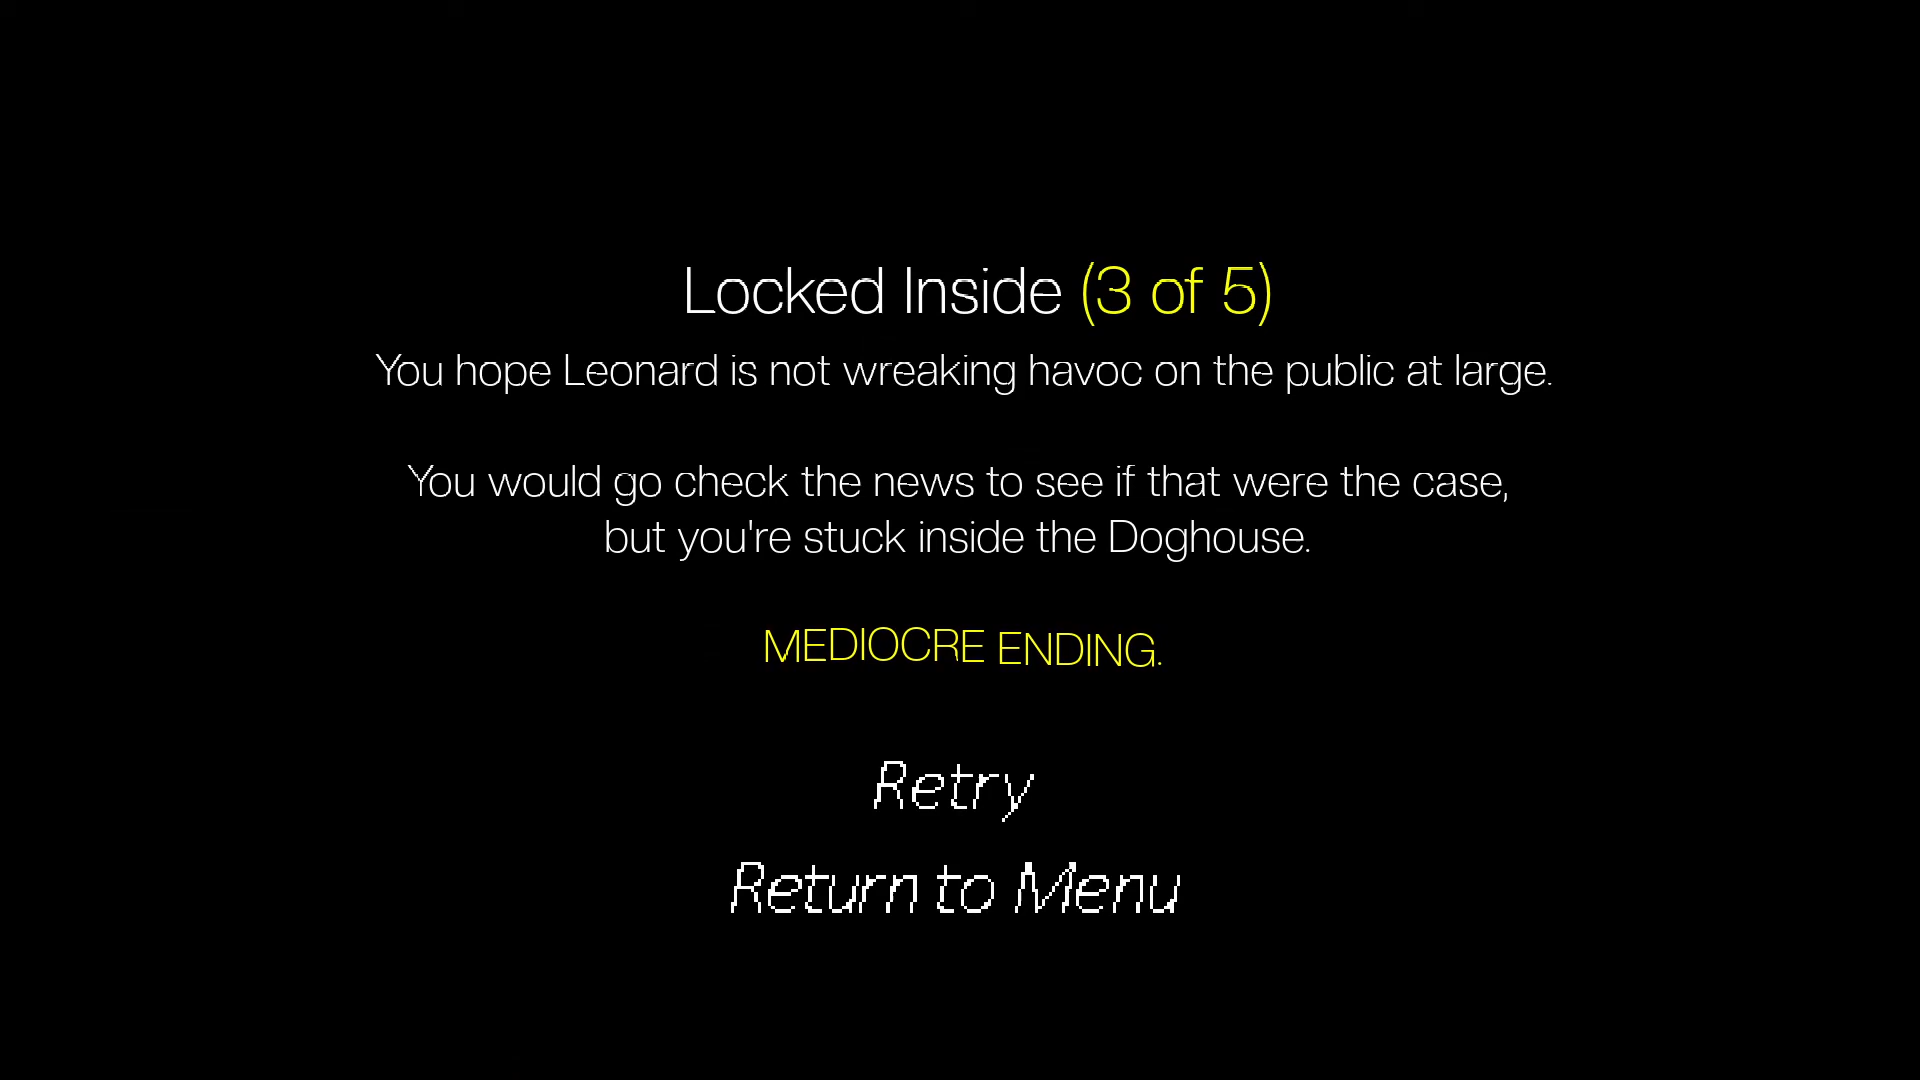 Locked Inside (3 of 5)
You hope Leonard is not wreaking havoc on the public at large.
You would go check the news to see if that were the case,
but you're stuck inside the Doghouse.
MEDIOCRE ENDING.
Retry
Return to Menu